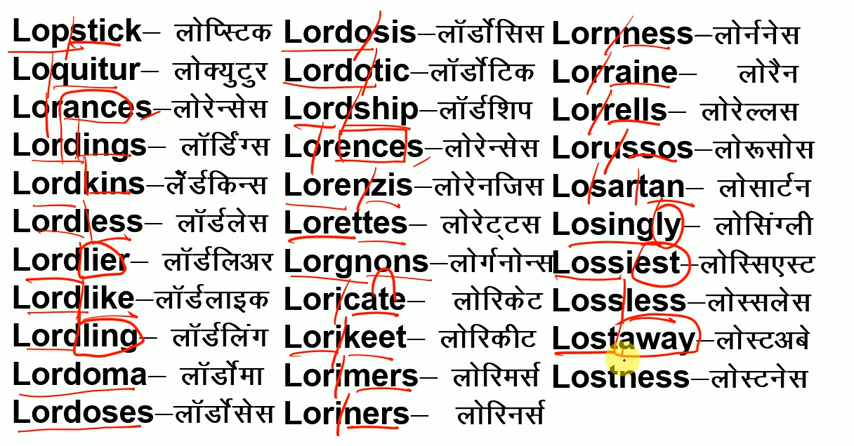 Lopstick– लोप्स्टिक
Loquitur– लोक्युटुर
Lorances–लोरेन्सेस
Lordings– लॉर्डिंग्स
Lordkins–लॅर्डकिन्स
Lordless– लॉर्डलेस
Lordlier– लॉर्डलिअर
Lordlike–लॉर्डलाइक
Lordling– लॉर्डलिंग
Lordoma– लॉर्डोमा
Lordoses–लॉर्डोसेस
Lordosis–लॉर्डोसिस
Lordotic–लॉर्डोटिक
Lordship–लॉर्डशिप
Lorences–लोरेन्सेस
Lorenzis–लोरेनजिस
Lorettes–लोरेट्टस
Lorgnons–लोर्गनोन्स
Loricate– लोरिकेट
Lorikeet– लोरिकीट
Lorimers– लोरिमर्स
Loriners– लोरिनर्स
Lornness–लोर्ननेस
Lorraine– लोरैन
Lorrells– लोरेल्लस
Lorussos–लोरूसोस
Losartan– लोसार्टन
Losingly– लोसिंग्ली
Lossiest–लोस्सिएस्ट
Lossless–लोस्सलेस
Lostaway–लोस्टअबे
Lostness–लोस्टनेस